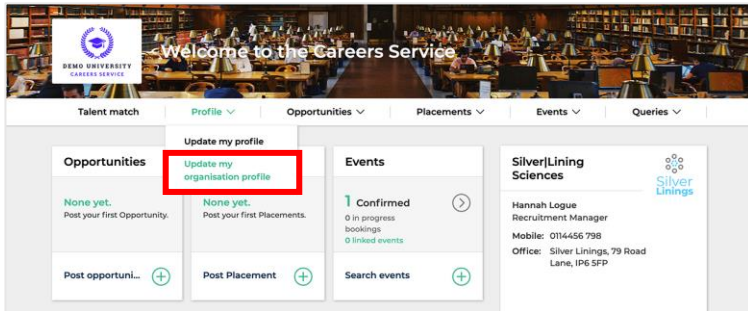 Welcome to the Careers Service
DEMO UNIVERSITY
CAREERS SERVICE
Talent match
Profile
Opportunities
Placements
Events
Queries
Update my profile
Update my
organisation profile
Opportunities
None yet.
Post your first Opportunity.
Post opportuni...
None yet.
Post your first Placements.
Post Placement
Events
1 Confirmed
0 in progress
bookings
0 linked events
Search events
Silver|Lining
Sciences
Silver
Linings
Hannah Logue
Recruitment Manager
Mobile: 0114456 798
Office: Silver Linings, 79 Road
Lane, IP6 5FP